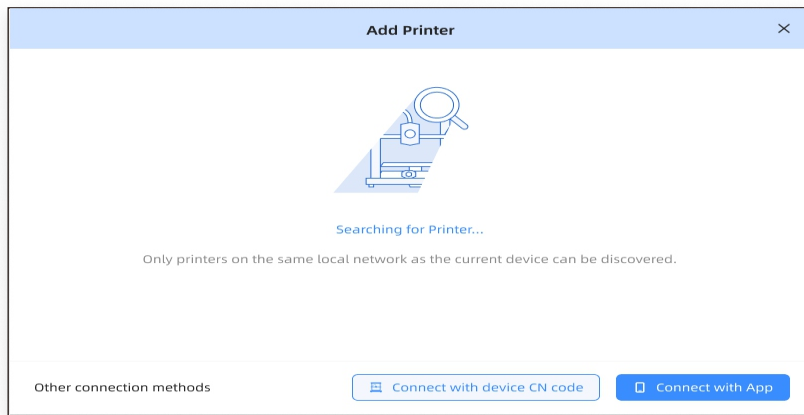 Add Printer
Searching for Printer...
Only printers on the same local network as the current device can be discovered.
Other connection methods
Connect with device CN code
Connect with App